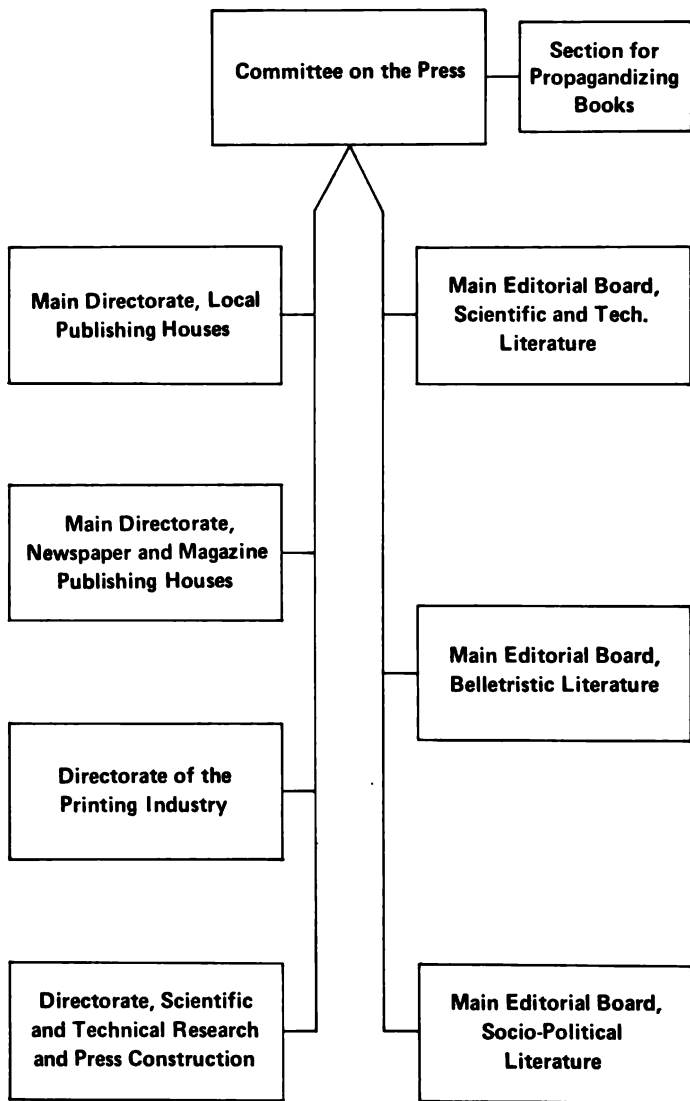 Committee on the Press
Section for
Propagandizing
Books
Main Directorate, Local
Publishing Houses
Main Editorial Board,
Scientific and Tech.
Literature
Main Directorate,
Newspaper and Magazine
Publishing Houses
Main Editorial Board,
Belletristic Literature
Directorate of the
Printing Industry
Directorate, Scientific
and Technical Research
and Press Construction
Main Editorial Board,
Socio-Political
Literature